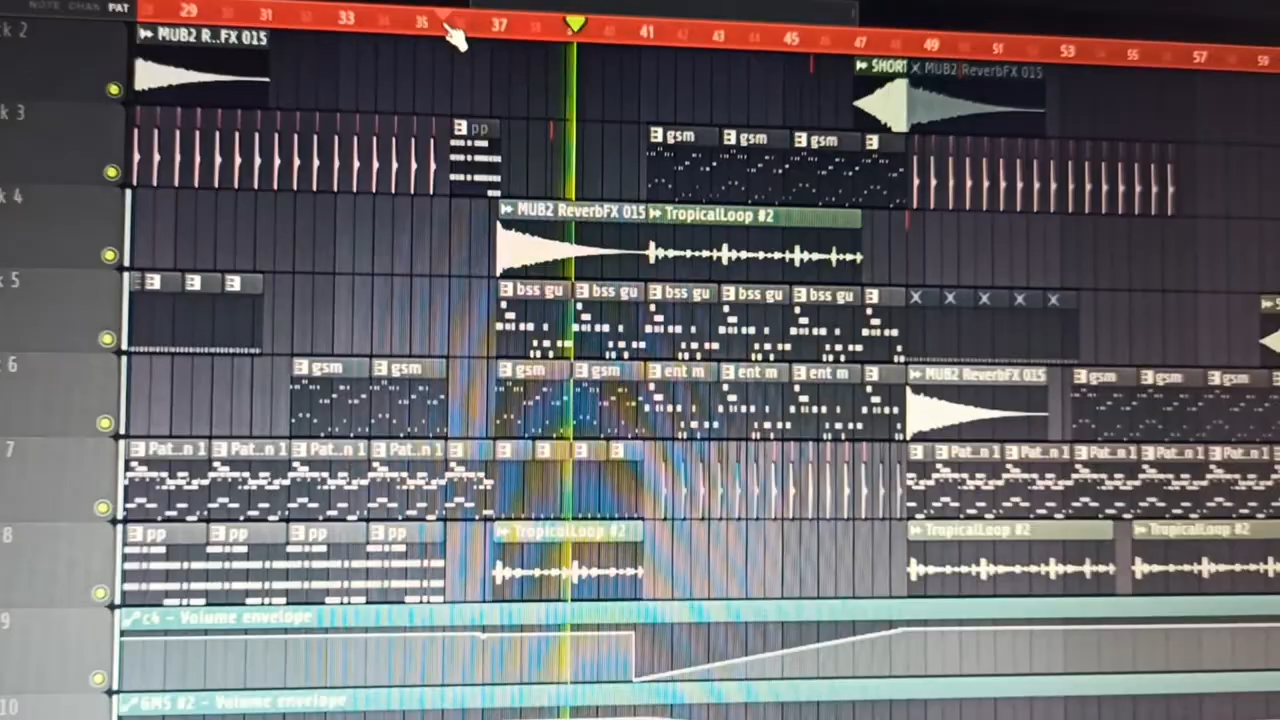 NOTE CHAN PAT
29 31 33 35 37 41 43 45 47 49 51 53 55 57 59
k 2
MUB2 R..FX 015
SHORT
MUB2 ReverbFX 015
k 3
pp
gsm gsm gsm
k 4
MUB2 ReverbFX 015
TropicalLoop #2
5
bss gu bss gu bss gu bss gu bss gu
6
gsm gsm
gsm gsm ent m ent m ent m
MUB2 ReverbFX 015
gsm gsm gsm
7
Pat..n 1 Pat..n 1 Pat..n 1 Pat..n 1
Pat..n 1 Pat..n 1 Pat..n 1 Pat..n 1 Pat..n 1
8
pp pp pp pp
TropicalLoop #2
TropicalLoop #2
TropicalLoop #2
9
c4 - Volume envelope
10
GMS #2 - Volume envelope